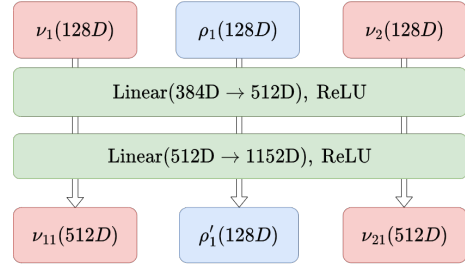 ν₁(128D) ρ₁(128D) ν₂(128D)
Linear(384D → 512D), ReLU
Linear(512D → 1152D), ReLU
ν₁₁(512D) ρ′₁(128D) ν₂₁(512D)